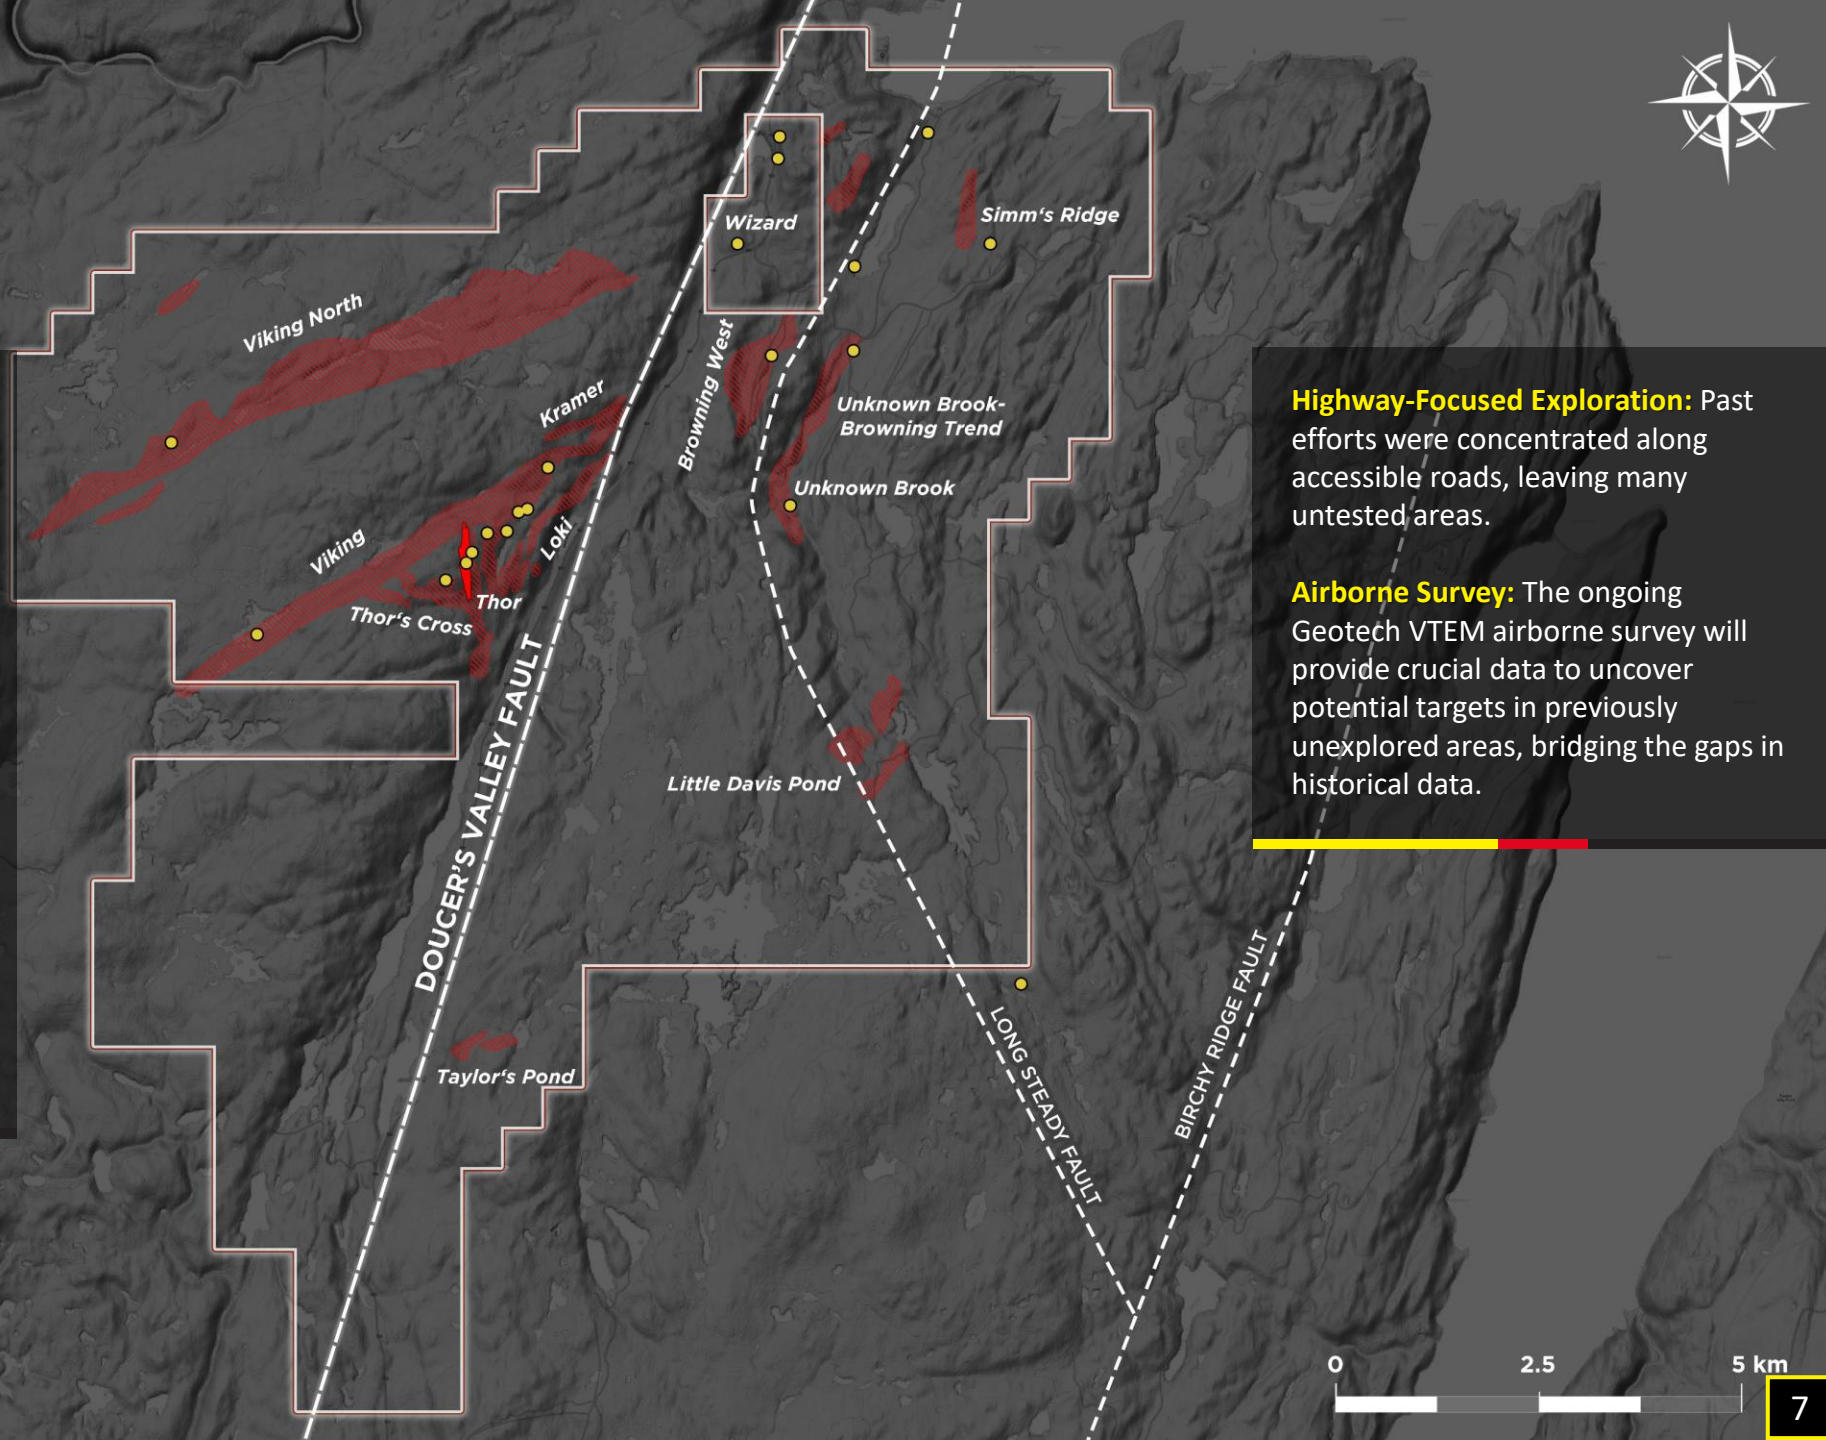 Wizard
Simm's Ridge
Viking North
Browning West
Kramer
Unknown Brook-
Browning Trend
Unknown Brook
Viking
Loki
Thor
Thor's Cross
DOUCER'S VALLEY FAULT
Little Davis Pond
Taylor's Pond
LONG STEADY FAULT
BIRCHY RIDGE FAULT
Highway-Focused Exploration: Past
efforts were concentrated along
accessible roads, leaving many
untested areas.
Airborne Survey: The ongoing
Geotech VTEM airborne survey will
provide crucial data to uncover
potential targets in previously
unexplored areas, bridging the gaps in
historical data.
0 2.5 5 km
7